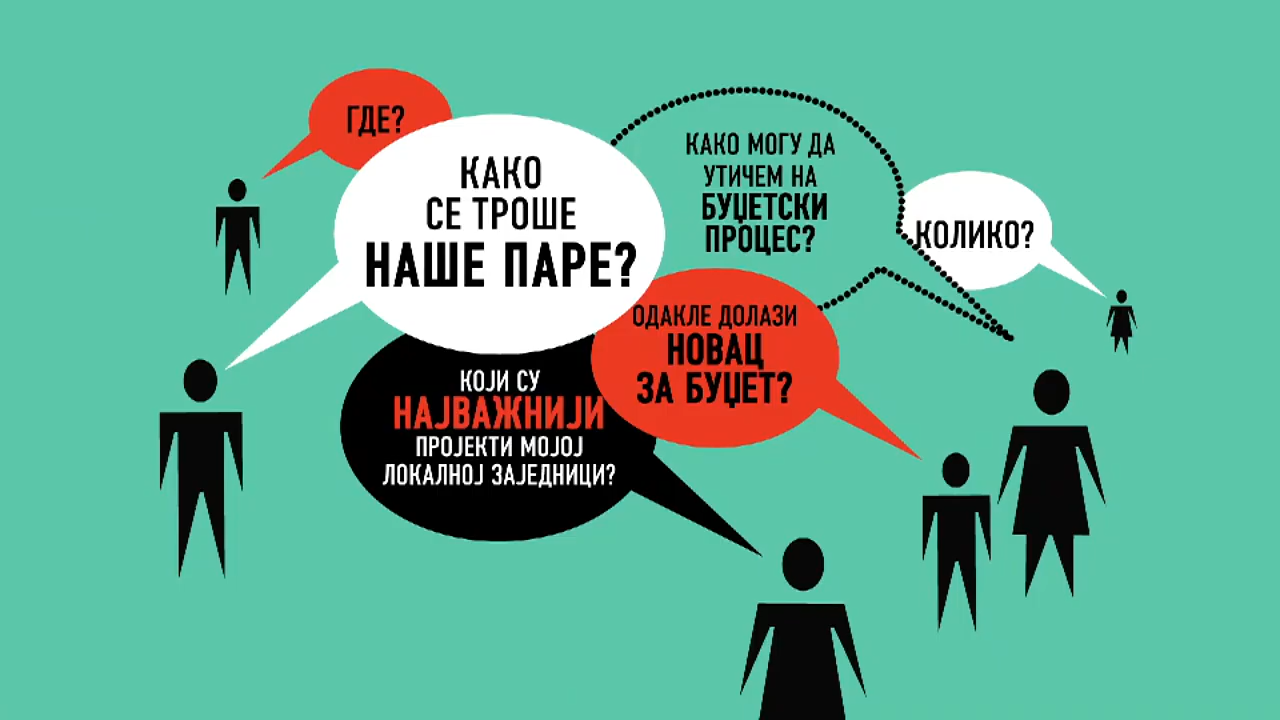 ГДЕ?
КАКО
СЕ ТРОШЕ
НАШЕ ПАРЕ?
КАКО МОГУ ДА
УТИЧЕМ НА
БУЏЕТСКИ
ПРОЦЕС?
КОЛИКО?
ОДАКЛЕ ДОЛАЗИ
НОВАЦ
ЗА БУЏЕТ?
КОЈИ СУ
НАЈВАЖНИЈИ
ПРОЈЕКТИ МОЈОЈ
ЛОКАЛНОЈ ЗАЈЕДНИЦИ?